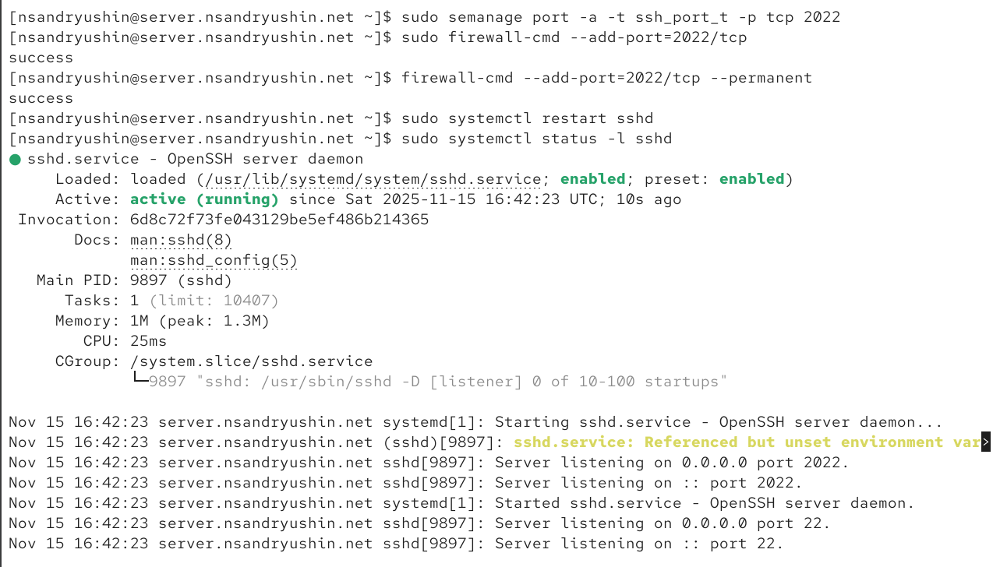 [nsandryushin@server.nsandryushin.net ~]$ sudo semanage port -a -t ssh_port_t -p tcp 2022
[nsandryushin@server.nsandryushin.net ~]$ sudo firewall-cmd --add-port=2022/tcp
success
[nsandryushin@server.nsandryushin.net ~]$ firewall-cmd --add-port=2022/tcp --permanent
success
[nsandryushin@server.nsandryushin.net ~]$ sudo systemctl restart sshd
[nsandryushin@server.nsandryushin.net ~]$ sudo systemctl status -l sshd
● sshd.service - OpenSSH server daemon
     Loaded: loaded (/usr/lib/systemd/system/sshd.service; enabled; preset: enabled)
     Active: active (running) since Sat 2025-11-15 16:42:23 UTC; 10s ago
 Invocation: 6d8c72f73fe043129be5ef486b214365
       Docs: man:sshd(8)
             man:sshd_config(5)
   Main PID: 9897 (sshd)
      Tasks: 1 (limit: 10407)
     Memory: 1M (peak: 1.3M)
        CPU: 25ms
     CGroup: /system.slice/sshd.service
             └─9897 "sshd: /usr/sbin/sshd -D [listener] 0 of 10-100 startups"
Nov 15 16:42:23 server.nsandryushin.net systemd[1]: Starting sshd.service - OpenSSH server daemon...
Nov 15 16:42:23 server.nsandryushin.net (sshd)[9897]: sshd.service: Referenced but unset environment var>
Nov 15 16:42:23 server.nsandryushin.net sshd[9897]: Server listening on 0.0.0.0 port 2022.
Nov 15 16:42:23 server.nsandryushin.net sshd[9897]: Server listening on :: port 2022.
Nov 15 16:42:23 server.nsandryushin.net systemd[1]: Started sshd.service - OpenSSH server daemon.
Nov 15 16:42:23 server.nsandryushin.net sshd[9897]: Server listening on 0.0.0.0 port 22.
Nov 15 16:42:23 server.nsandryushin.net sshd[9897]: Server listening on :: port 22.